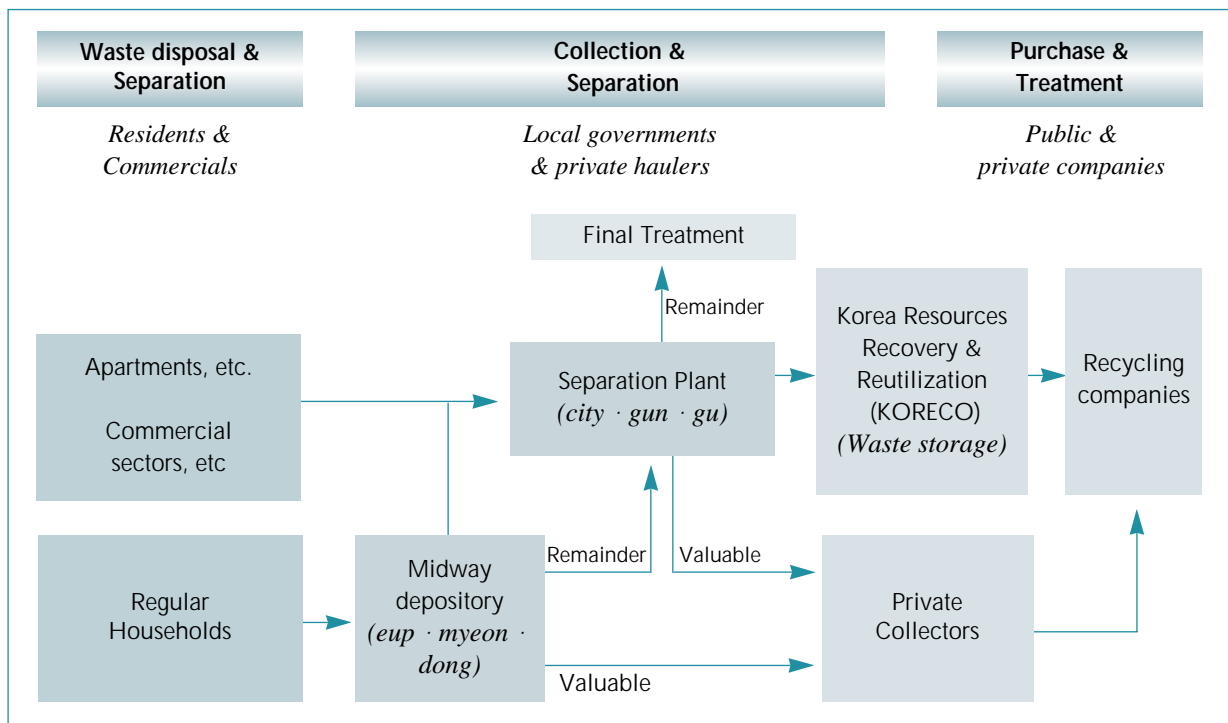 Waste disposal &
Separation
Collection &
Separation
Purchase &
Treatment
Residents &
Commercials
Local governments
& private haulers
Public &
private companies
Final Treatment
Remainder
Apartments, etc.
Commercial
sectors, etc
Separation Plant
(city · gun · gu)
Korea Resources
Recovery &
Reutilization
(KORECO)
(Waste storage)
Recycling
companies
Regular
Households
Midway
depository
(eup · myeon ·
dong)
Remainder
Valuable
Valuable
Private
Collectors